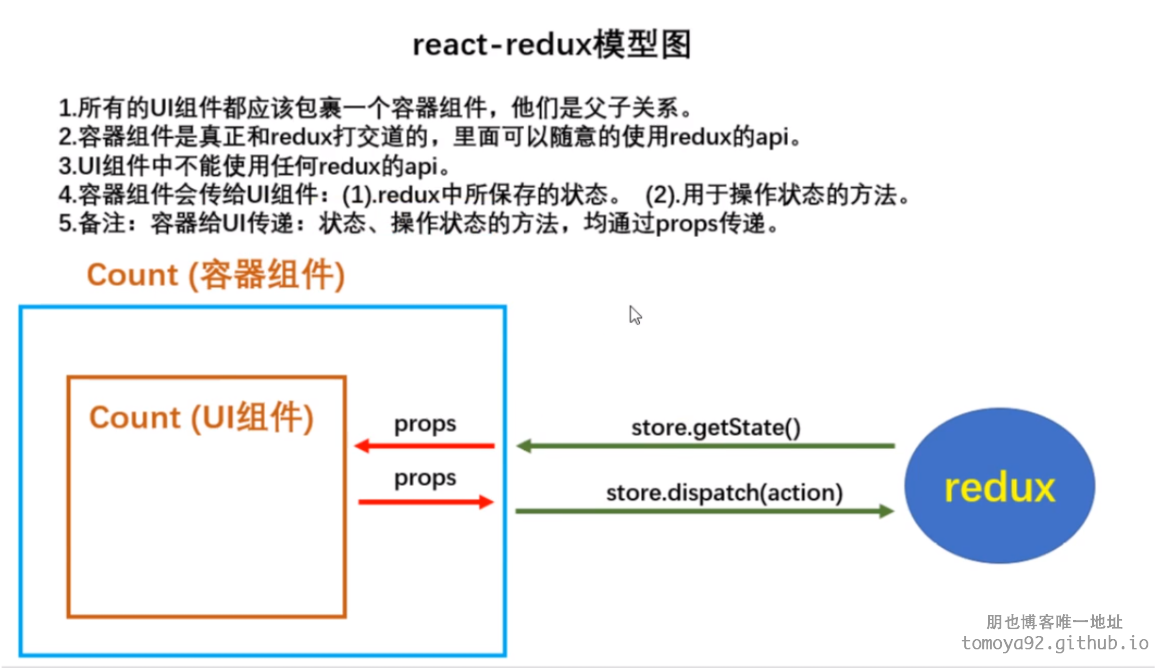 react-redux模型图
1.所有的UI组件都应该包裹一个容器组件，他们是父子关系。
2.容器组件是真正和redux打交道的，里面可以随意的使用redux的api。
3.UI组件中不能使用任何redux的api。
4.容器组件会传给UI组件：(1).redux中所保存的状态。 (2).用于操作状态的方法。
5.备注：容器给UI传递：状态、操作状态的方法，均通过props传递。
Count (容器组件)
Count (UI组件)
props
store.getState()
props
store.dispatch(action)
redux
朋也博客唯一地址
tomoya92.github.io